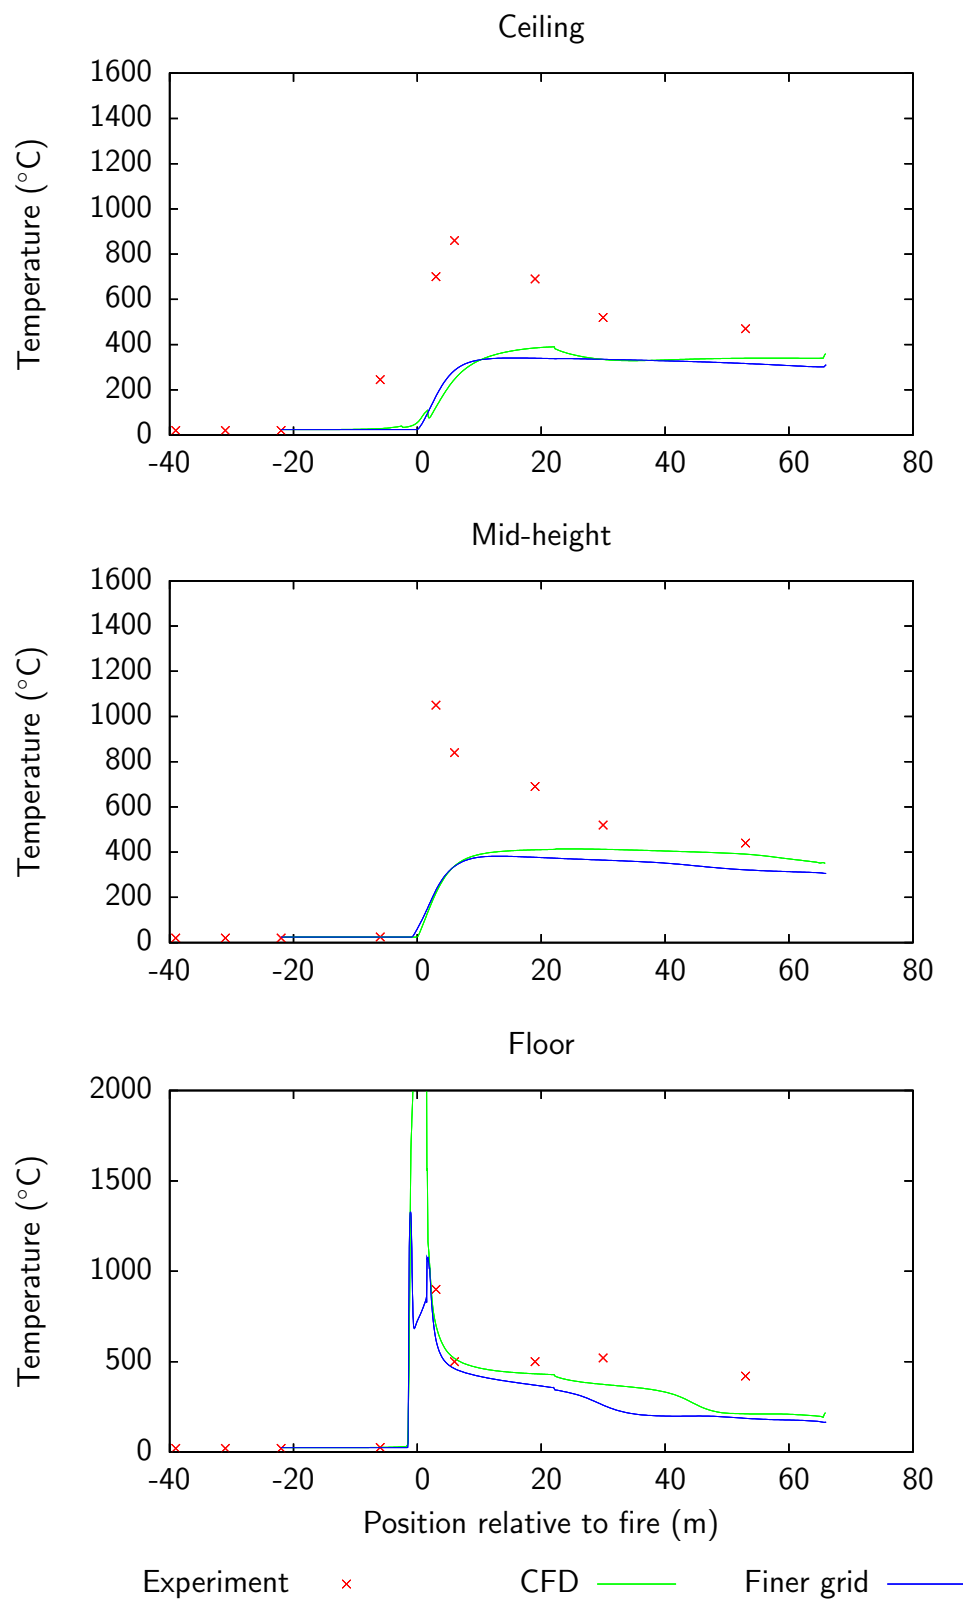 Ceiling
1600
1400
1200
1000
800
600
400
200
0
Temperature (°C)
-40 -20 0 20 40 60 80
Mid-height
1600
1400
1200
1000
800
600
400
200
0
Temperature (°C)
-40 -20 0 20 40 60 80
Floor
2000
1500
1000
500
0
Temperature (°C)
-40 -20 0 20 40 60 80
Position relative to fire (m)
Experiment CFD Finer grid